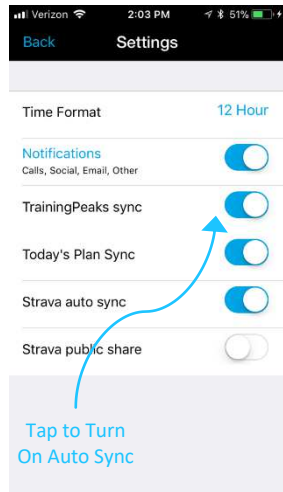 Verizon 2:03 PM 51%
Back Settings
Time Format 12 Hour
Notifications
Calls, Social, Email, Other
TrainingPeaks sync
Today's Plan Sync
Strava auto sync
Strava public share
Tap to Turn
On Auto Sync